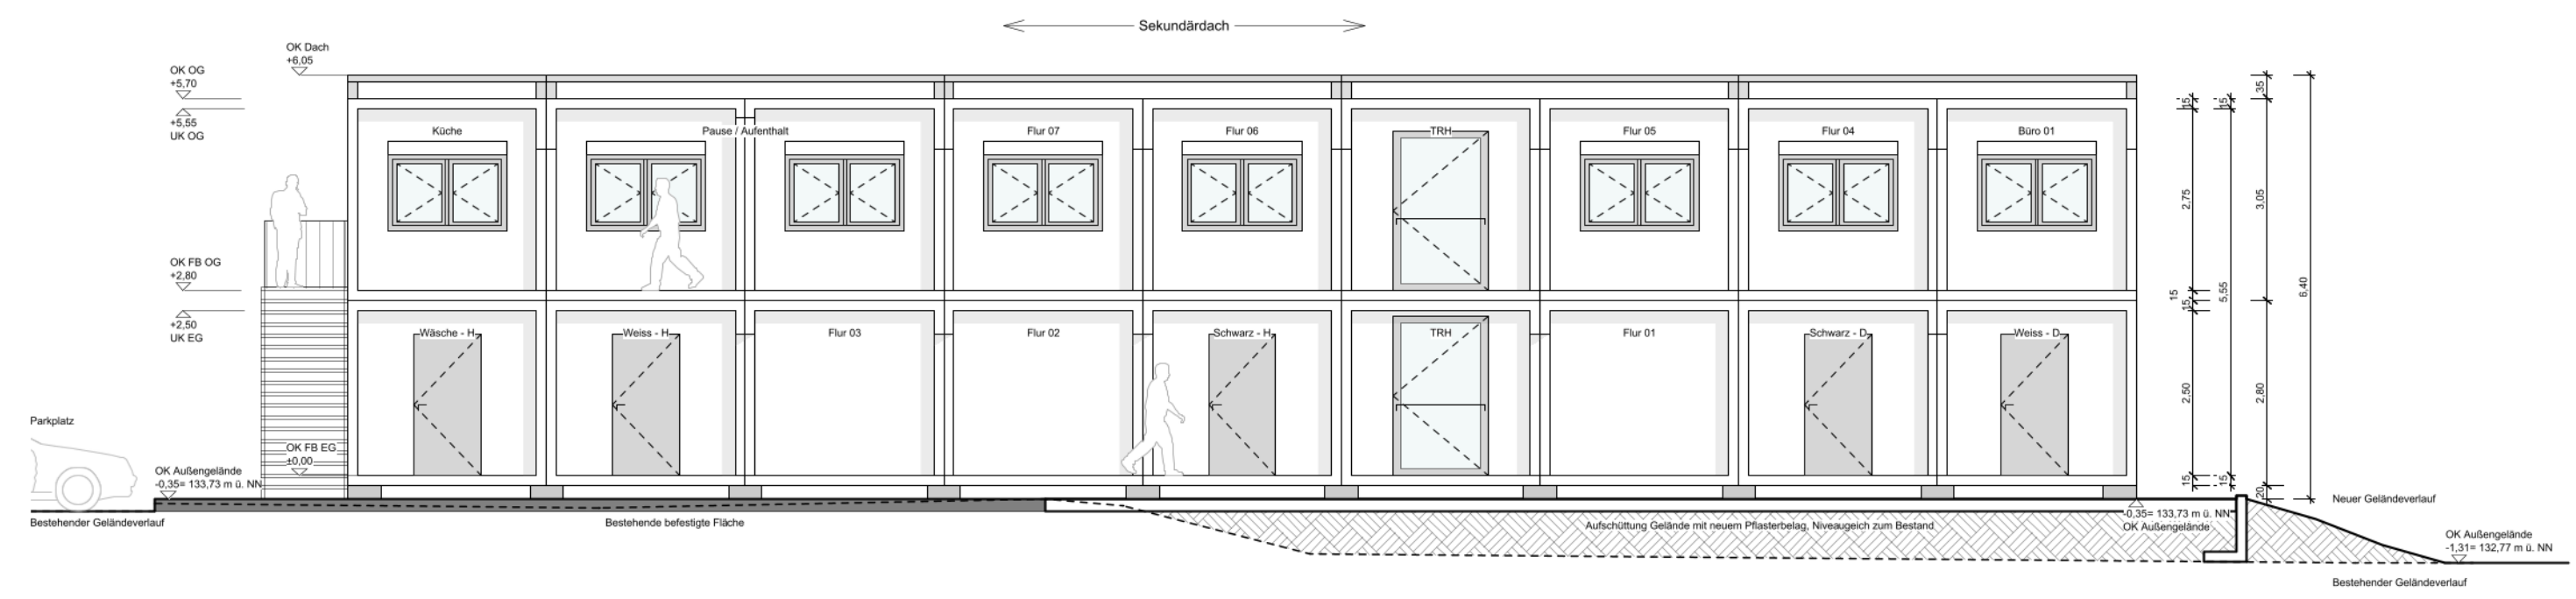 Sekundärdach
OK Dach
+6,05
OK OG
+5,70
+5,55
UK OG
Küche
Pause / Aufenthalt
Flur 07
Flur 06
TRH
Flur 05
Flur 04
Büro 01
OK FB OG
+2,80
+2,50
UK EG
Wäsche - H
Weiss - H
Flur 03
Flur 02
Schwarz - H
TRH
Flur 01
Schwarz - D
Weiss - D
Parkplatz
OK FB EG
±0,00
OK Außengelände
-0,35= 133,73 m ü. NN
Bestehender Geländeverlauf
Bestehende befestigte Fläche
Aufschüttung Gelände mit neuem Pflasterbelag, Niveaugeich zum Bestand
-0,35= 133,73 m ü. NN
OK Außengelände
Neuer Geländeverlauf
OK Außengelände
-1,31= 132,77 m ü. NN
Bestehender Geländeverlauf
15
2,75
15
15
2,50
15
15
5,55
15
35
3,05
2,80
20
6,40